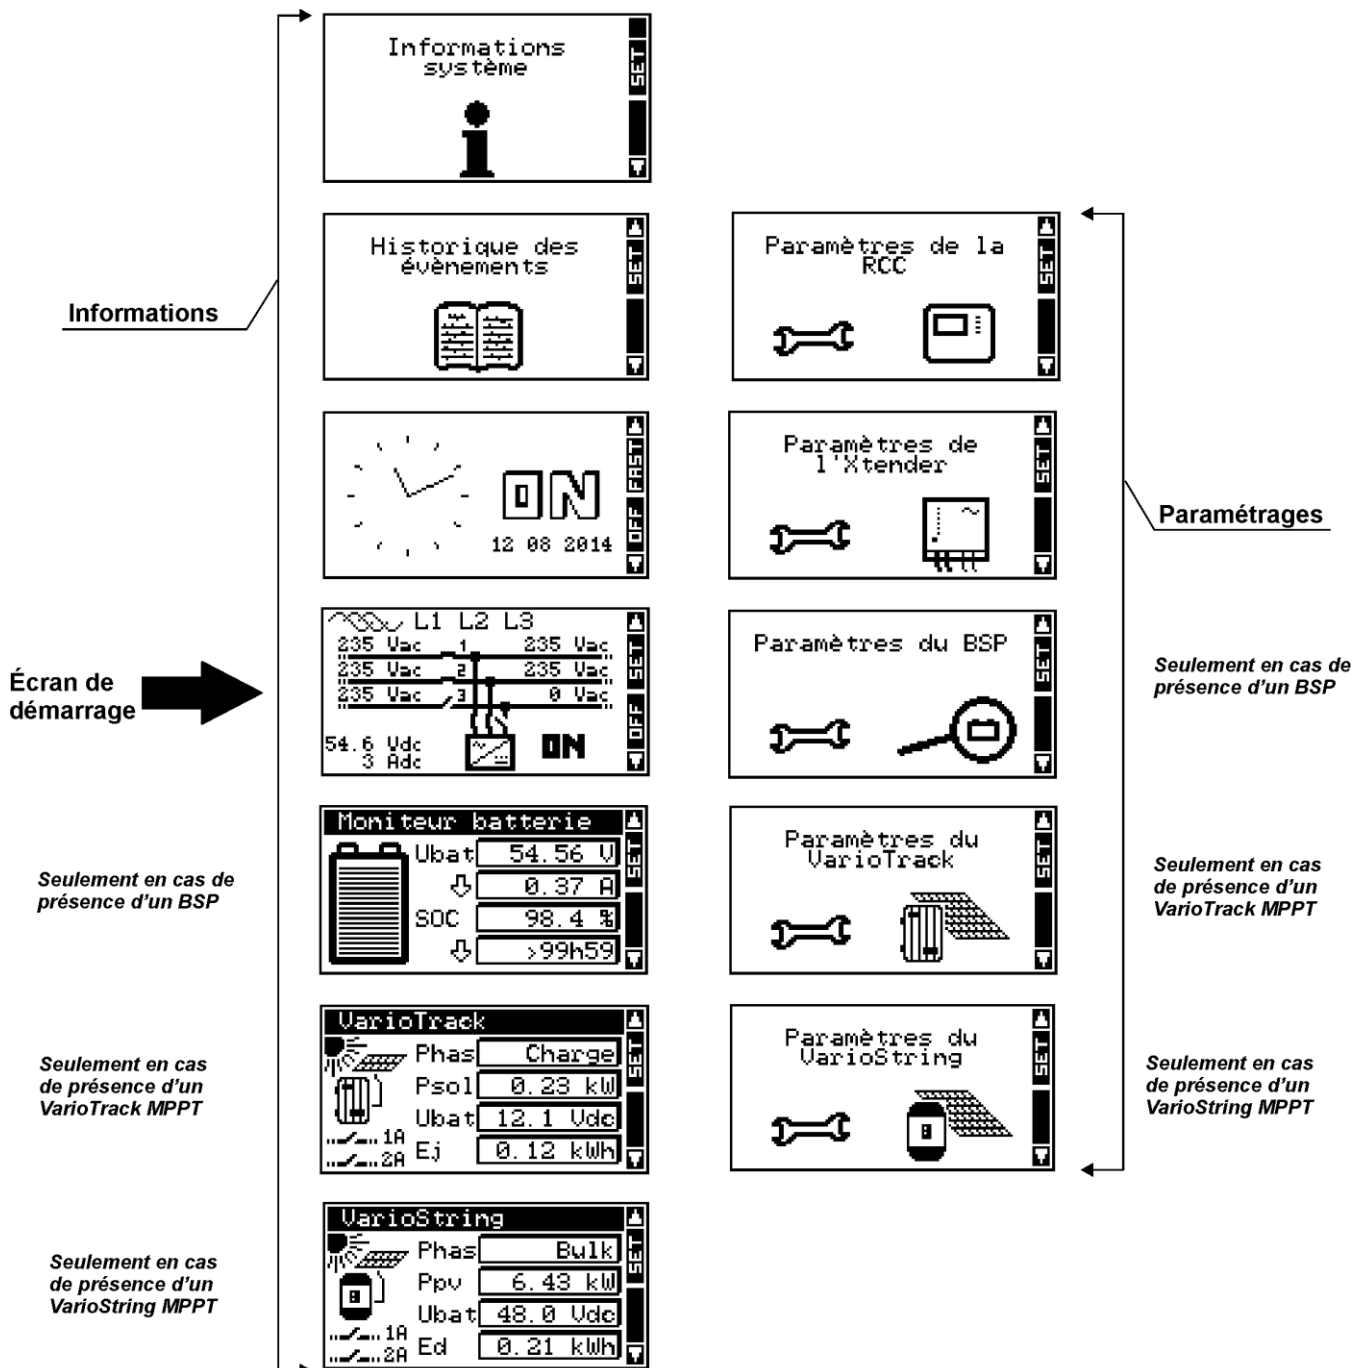 Informations
système
SET
Historique des
évènements
SET
Informations
FAST
ON
12 08 2014
OFF
Écran de
démarrage
L1 L2 L3
235 Vac 1 235 Vac
235 Vac 2 235 Vac
235 Vac 3 0 Vac
54.6 Vdc
3 Adc
ON
SET
OFF
Seulement en cas de
présence d'un BSP
Moniteur batterie
Ubat 54.56 V
0.37 A
SOC 98.4 %
>99h59
SET
Seulement en cas
de présence d'un
VarioTrack MPPT
VarioTrack
Phas Charge
Psol 0.23 kW
Ubat 12.1 Vdc
1A
Ej 0.12 kWh
2A
SET
Seulement en cas
de présence d'un
VarioString MPPT
VarioString
Phas Bulk
Ppv 6.43 kW
Ubat 48.0 Vdc
1A
Ed 0.21 kWh
2A
SET
Paramètres de la
RCC
SET
Paramètres de
l'Xtender
SET
Paramétrages
Paramètres du BSP
SET
Seulement en cas de
présence d'un BSP
Paramètres du
VarioTrack
SET
Seulement en cas
de présence d'un
VarioTrack MPPT
Paramètres du
VarioString
SET
Seulement en cas
de présence d'un
VarioString MPPT